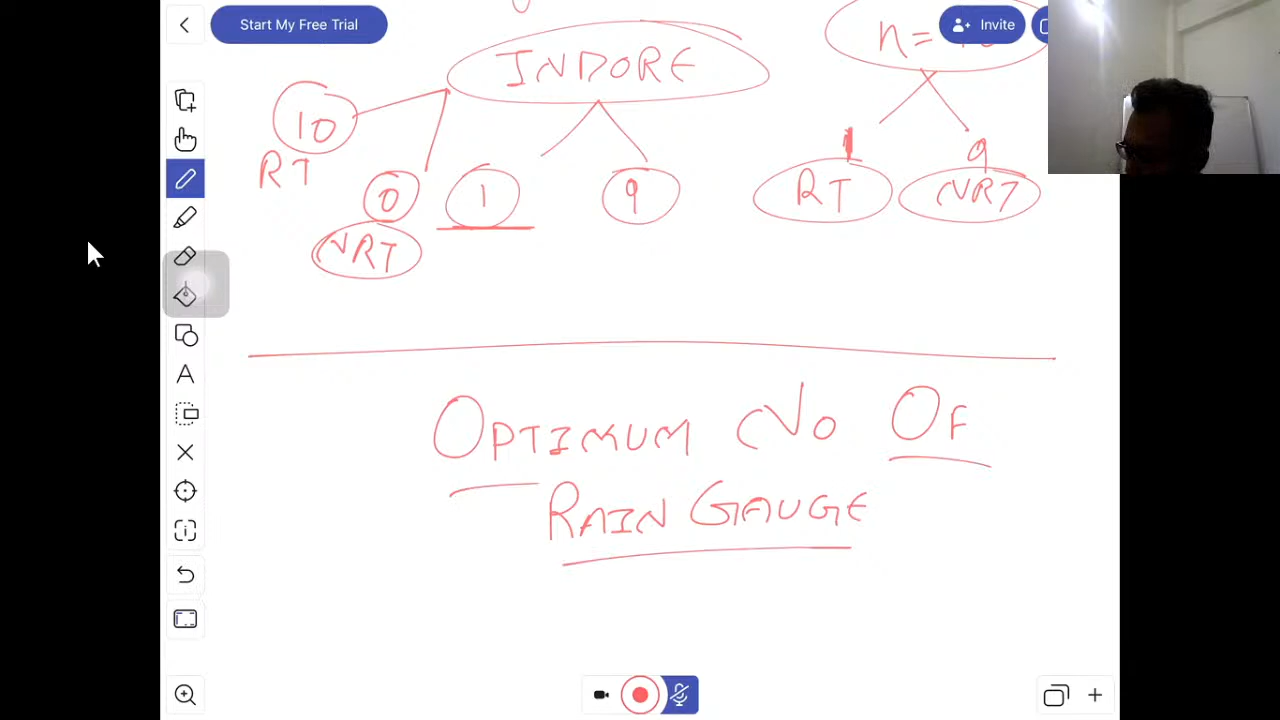 Start My Free Trial
Invite
INDORE
n =
10
RT
0
NRT
1
9
1
RT
9
NRT
OPTIMUM NO OF
RAIN GAUGE